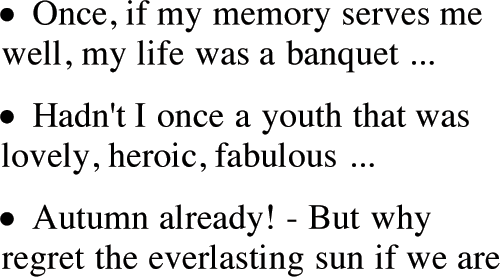 • Once, if my memory serves me
well, my life was a banquet ...
• Hadn't I once a youth that was
lovely, heroic, fabulous ...
• Autumn already! - But why
regret the everlasting sun if we are